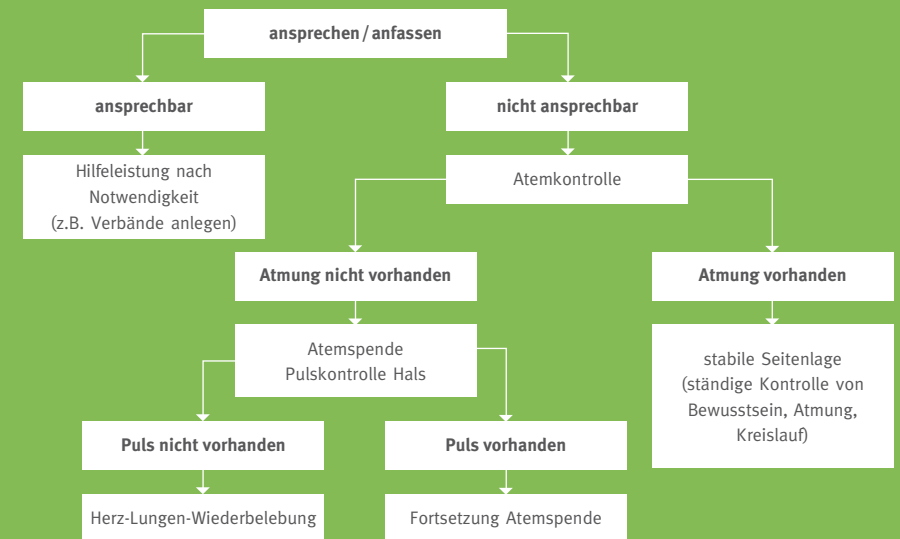 ansprechen / anfassen
ansprechbar
nicht ansprechbar
Hilfeleistung nach
Notwendigkeit
(z.B. Verbände anlegen)
Atemkontrolle
Atmung nicht vorhanden
Atmung vorhanden
Atemspende
Pulskontrolle Hals
stabile Seitenlage
(ständige Kontrolle von
Bewusstsein, Atmung,
Kreislauf)
Puls nicht vorhanden
Puls vorhanden
Herz-Lungen-Wiederbelebung
Fortsetzung Atemspende